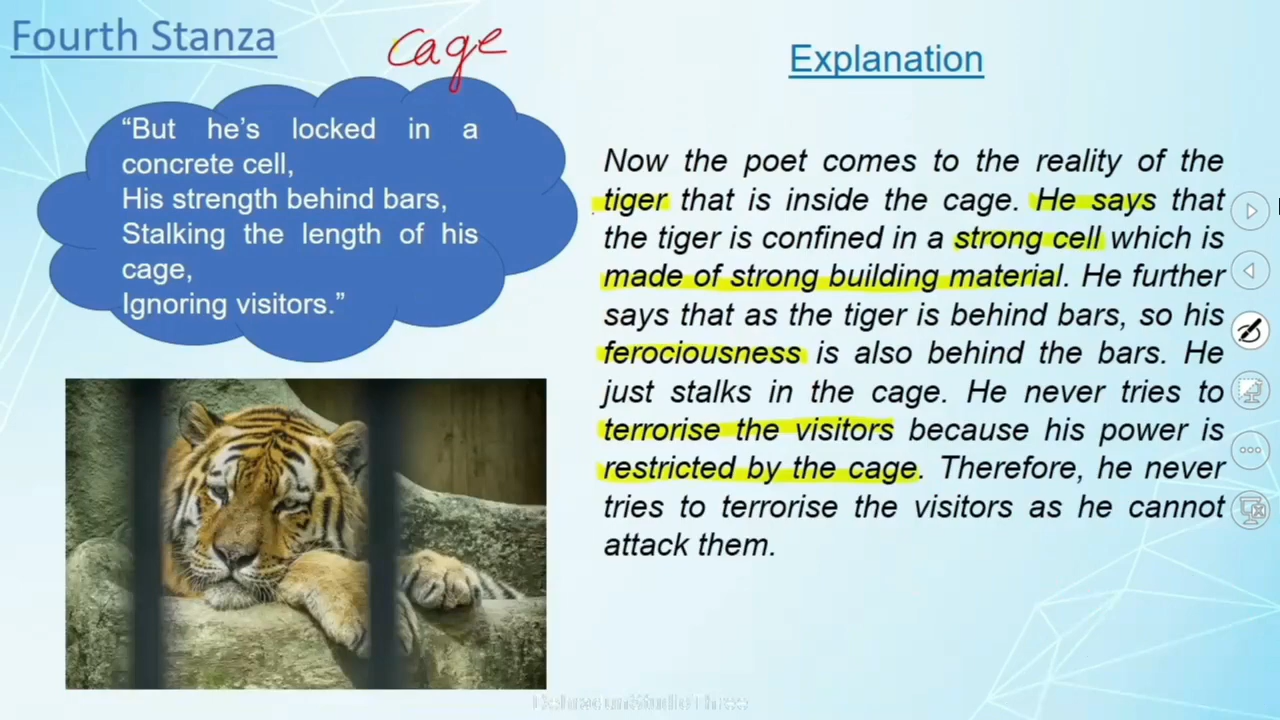 Fourth Stanza
cage
“But he’s locked in a
concrete cell,
His strength behind bars,
Stalking the length of his
cage,
Ignoring visitors.”
Explanation
Now the poet comes to the reality of the
tiger that is inside the cage. He says that
the tiger is confined in a strong cell which is
made of strong building material. He further
says that as the tiger is behind bars, so his
ferociousness is also behind the bars. He
just stalks in the cage. He never tries to
terrorise the visitors because his power is
restricted by the cage. Therefore, he never
tries to terrorise the visitors as he cannot
attack them.